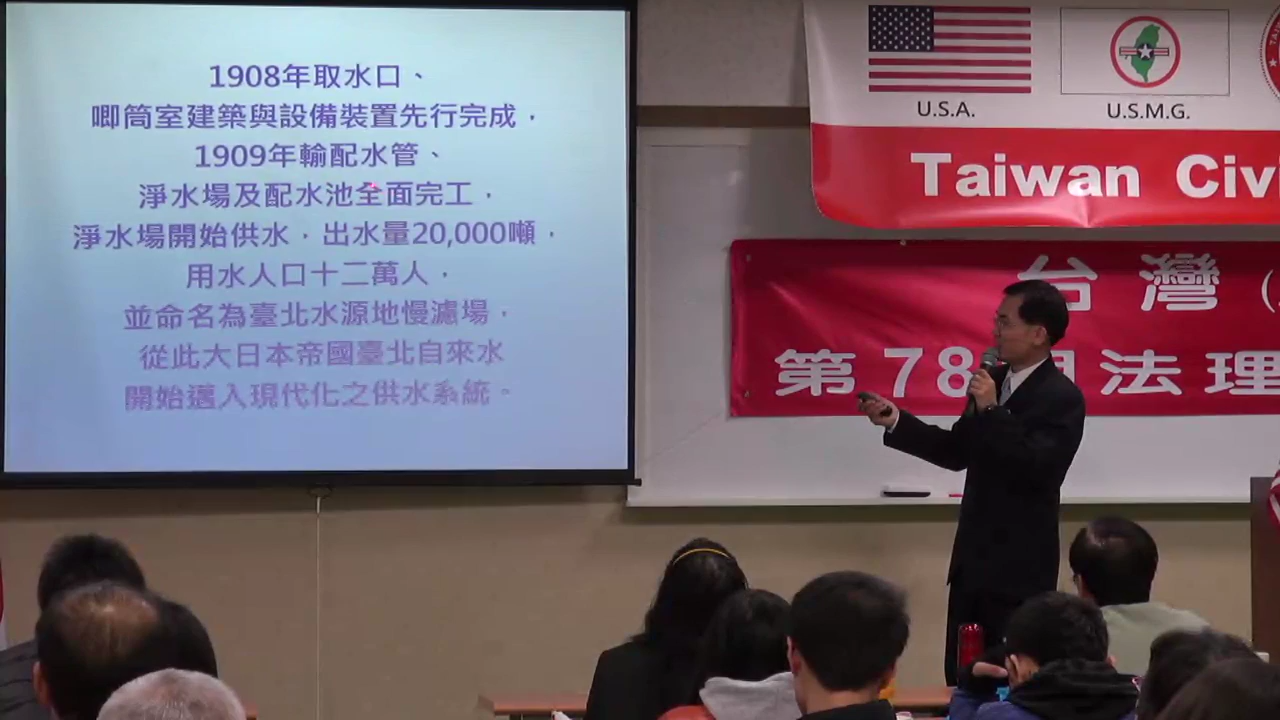 1908年取水口、
唧筒室建築與設備裝置先行完成，
1909年輸配水管、
淨水場及配水池全面完工，
淨水場開始供水，出水量20,000噸，
用水人口十二萬人，
並命名為臺北水源地慢濾場，
從此大日本帝國臺北自來水
開始邁入現代化之供水系統。
U.S.A.
U.S.M.G.
Taiwan Civ
台灣（
第78期法理